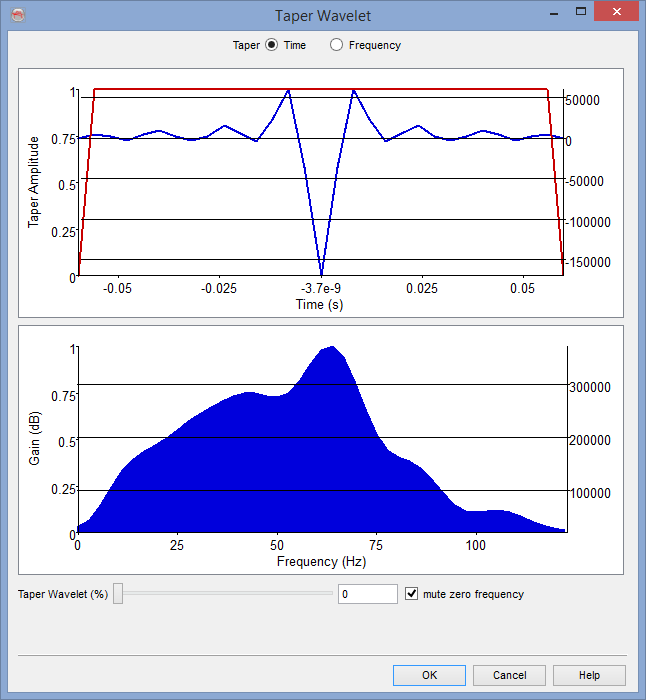 Taper Wavelet
Taper Time Frequency
Taper Amplitude
1
0.75
0.5
0.25
0
50000
0
-50000
-100000
-150000
-0.05 -0.025 -3.7e-9 0.025 0.05
Time (s)
Gain (dB)
1
0.75
0.5
0.25
0
300000
200000
100000
0 25 50 75 100
Frequency (Hz)
Taper Wavelet (%) 0 mute zero frequency
OK Cancel Help